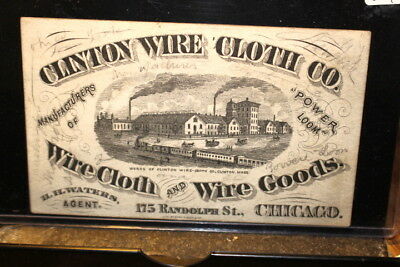 CLINTON WIRE CLOTH CO.
MANUFACTURERS OF
POWER LOOM
WORKS OF CLINTON WIRE CLOTH CO., CLINTON, MASS.
Wire Cloth AND Wire Goods.
H. H. WATERS, AGENT.
175 RANDOLPH ST., CHICAGO.